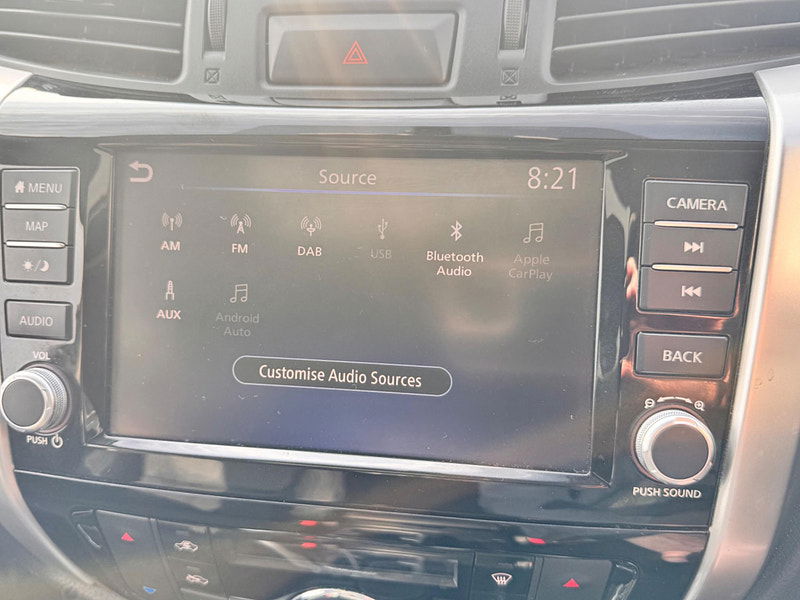 Source
8:21
MENU
MAP
AUDIO
VOL
PUSH
AM
FM
DAB
USB
Bluetooth
Audio
Apple
CarPlay
AUX
Android
Auto
Customise Audio Sources
CAMERA
BACK
PUSH SOUND